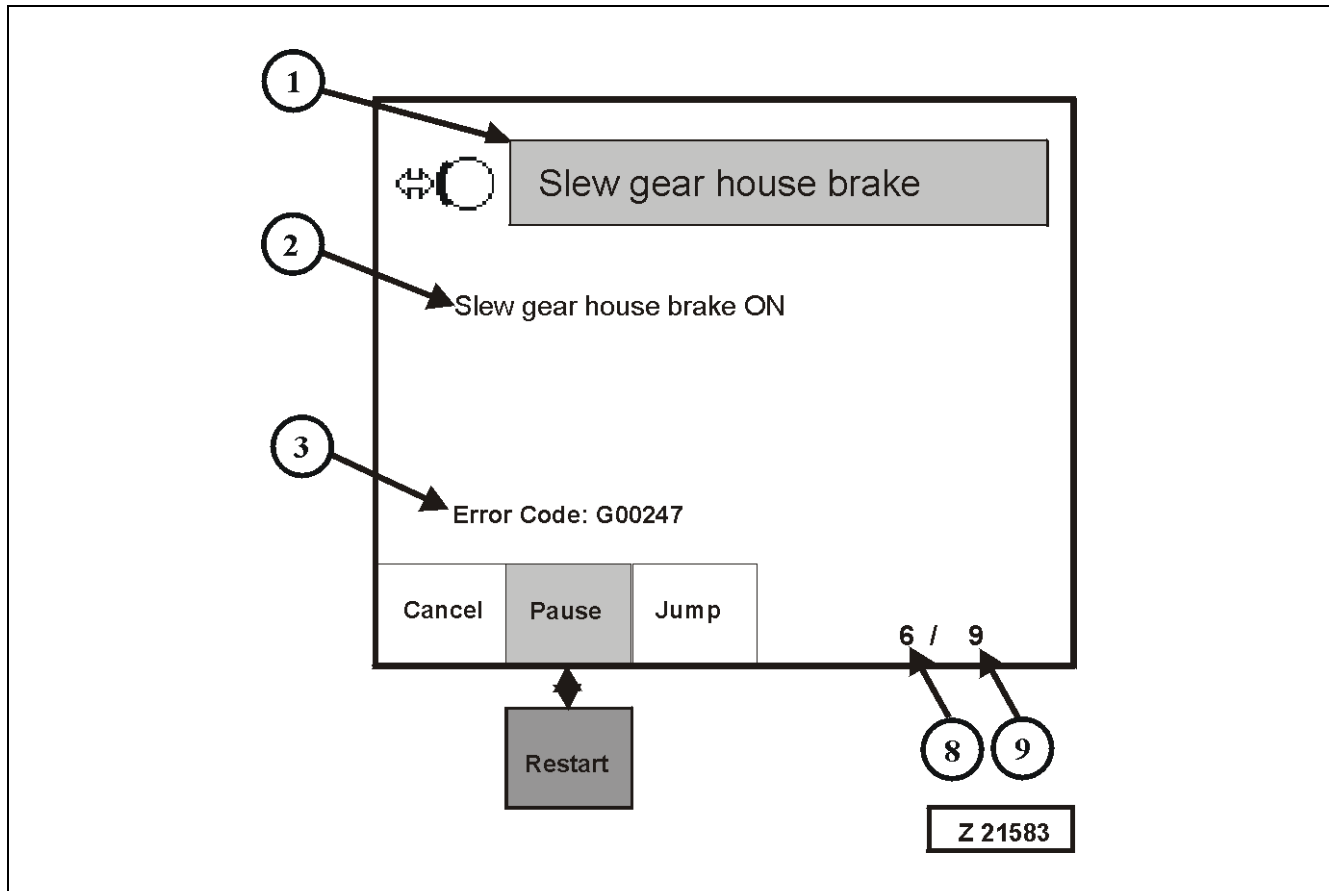 1
Slew gear house brake
2
Slew gear house brake ON
3
Error Code: G00247
Cancel Pause Jump
6 / 9
Restart
8 9
Z 21583